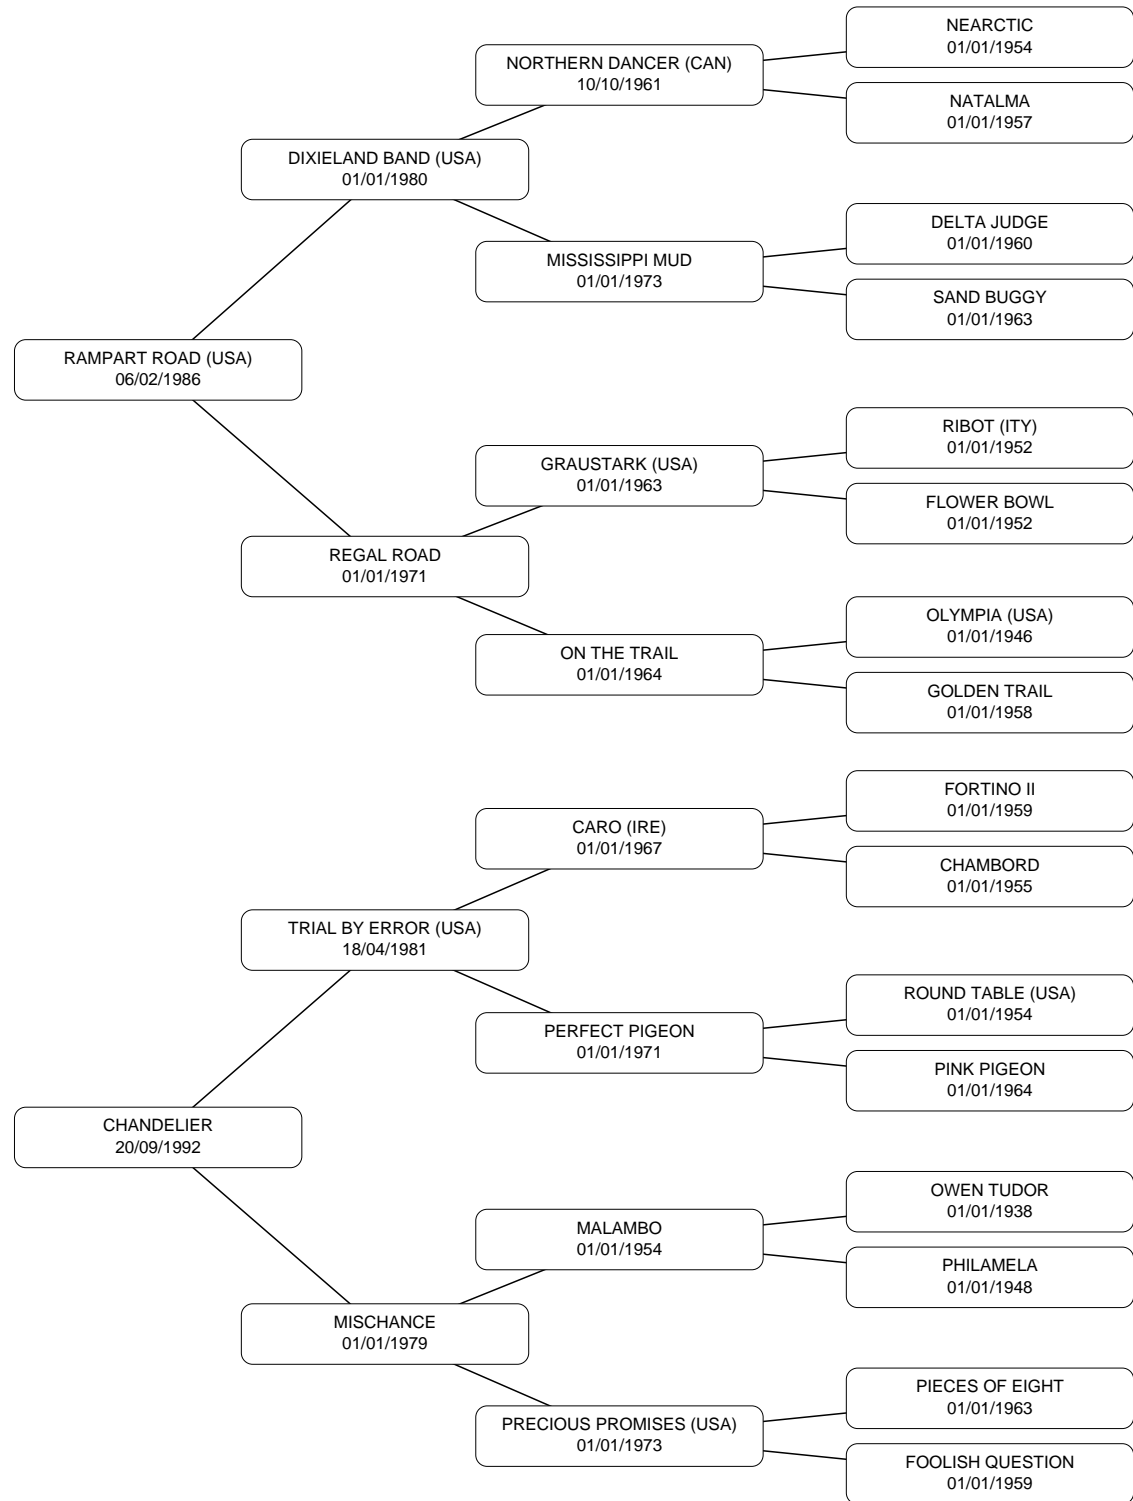 NEARCTIC
01/01/1954
NORTHERN DANCER (CAN)
10/10/1961
NATALMA
01/01/1957
DIXIELAND BAND (USA)
01/01/1980
DELTA JUDGE
01/01/1960
MISSISSIPPI MUD
01/01/1973
SAND BUGGY
01/01/1963
RAMPART ROAD (USA)
06/02/1986
RIBOT (ITY)
01/01/1952
GRAUSTARK (USA)
01/01/1963
FLOWER BOWL
01/01/1952
REGAL ROAD
01/01/1971
OLYMPIA (USA)
01/01/1946
ON THE TRAIL
01/01/1964
GOLDEN TRAIL
01/01/1958
FORTINO II
01/01/1959
CARO (IRE)
01/01/1967
CHAMBORD
01/01/1955
TRIAL BY ERROR (USA)
18/04/1981
ROUND TABLE (USA)
01/01/1954
PERFECT PIGEON
01/01/1971
PINK PIGEON
01/01/1964
CHANDELIER
20/09/1992
OWEN TUDOR
01/01/1938
MALAMBO
01/01/1954
PHILAMELA
01/01/1948
MISCHANCE
01/01/1979
PIECES OF EIGHT
01/01/1963
PRECIOUS PROMISES (USA)
01/01/1973
FOOLISH QUESTION
01/01/1959